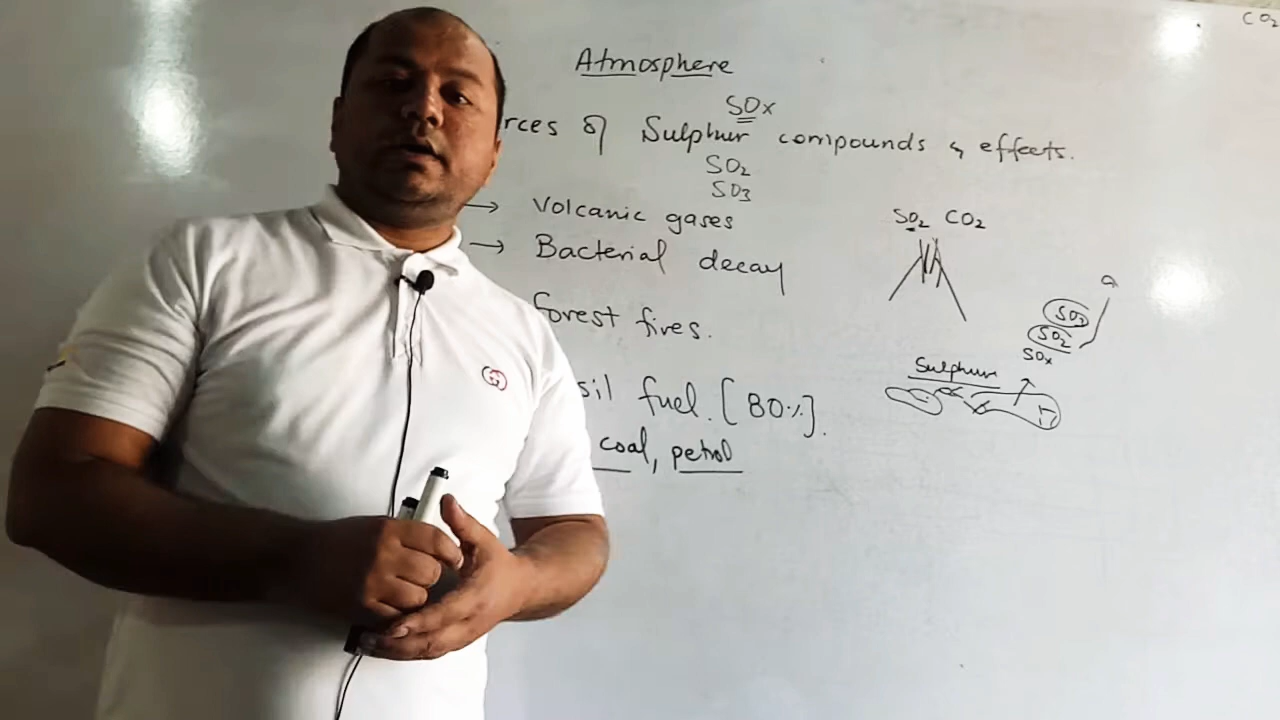 CO₂
Atmosphere
SOx
rces of Sulphur compounds & effects.
SO₂
SO₃
→ Volcanic gases
→ Bacterial decay
forest fires.
sil fuel. [80%].
coal, petrol
SO₂ CO₂
SO₃
SO₂
SOx
Sulphur